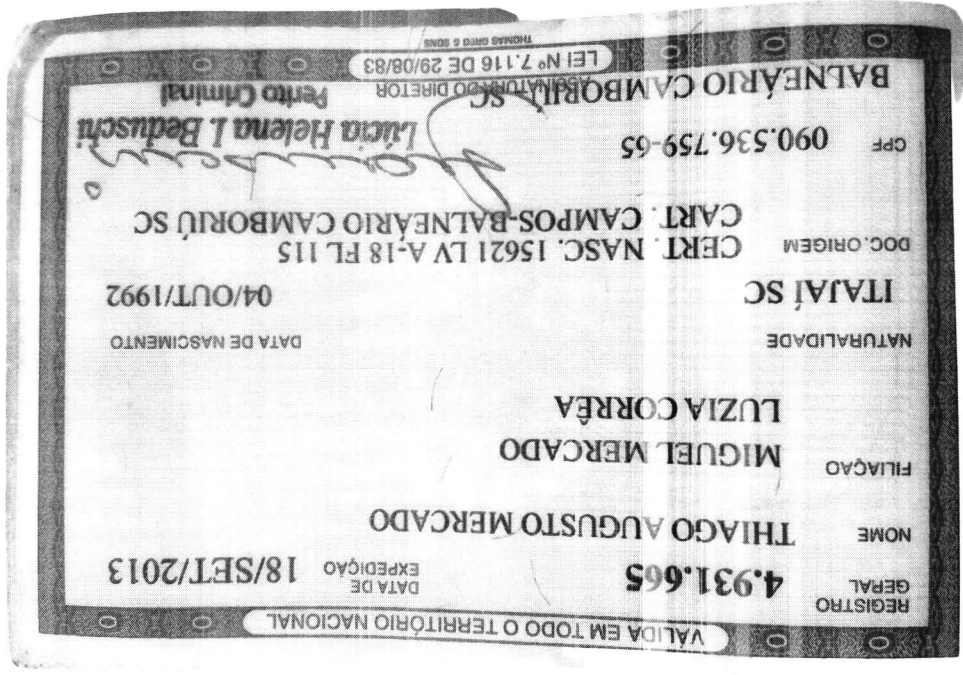 VÁLIDA EM TODO O TERRITÓRIO NACIONAL
REGISTRO GERAL 4.931.665 DATA DE EXPEDIÇÃO 18/SET/2013
NOME THIAGO AUGUSTO MERCADO
FILIAÇÃO MIGUEL MERCADO
LUZIA CORRÊA
NATURALIDADE DATA DE NASCIMENTO
ITAJAÍ SC 04/OUT/1992
DOC. ORIGEM CERT. NASC. 15621 LV A-18 FL 115
CART. CAMPOS-BALNEÁRIO CAMBORIÚ SC
CPF 090.536.759-65
Lúcia Helena I. Beduschi
Perito Criminal
BALNEÁRIO CAMBORIÚ SC
ASSINATURA DO DIRETOR
LEI Nº 7.116 DE 29/08/83
THOMAS GREG & SONS